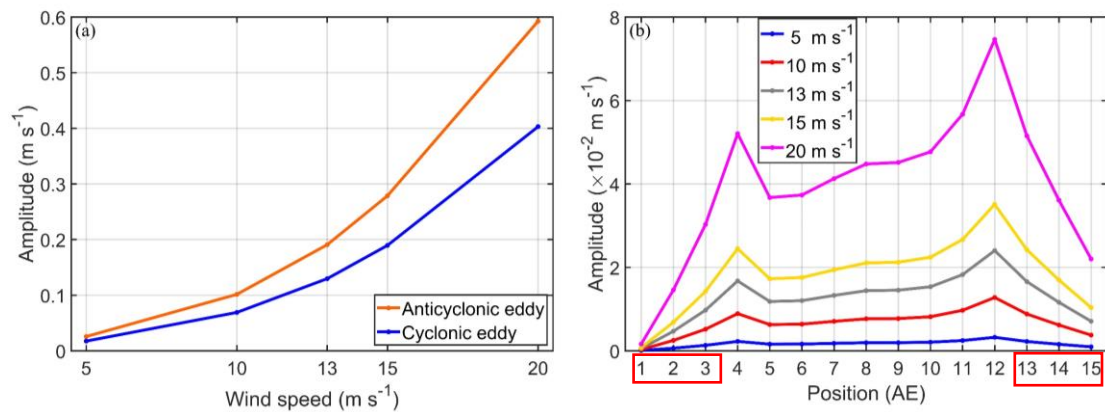 (a)
0.6
0.5
0.4
0.3
0.2
0.1
0
Amplitude (m s⁻¹)
Anticyclonic eddy
Cyclonic eddy
5 10 13 15 20
Wind speed (m s⁻¹)
(b)
8
6
4
2
0
Amplitude (×10⁻² m s⁻¹)
5 m s⁻¹
10 m s⁻¹
13 m s⁻¹
15 m s⁻¹
20 m s⁻¹
1 2 3 4 5 6 7 8 9 10 11 12 13 14 15
Position (AE)